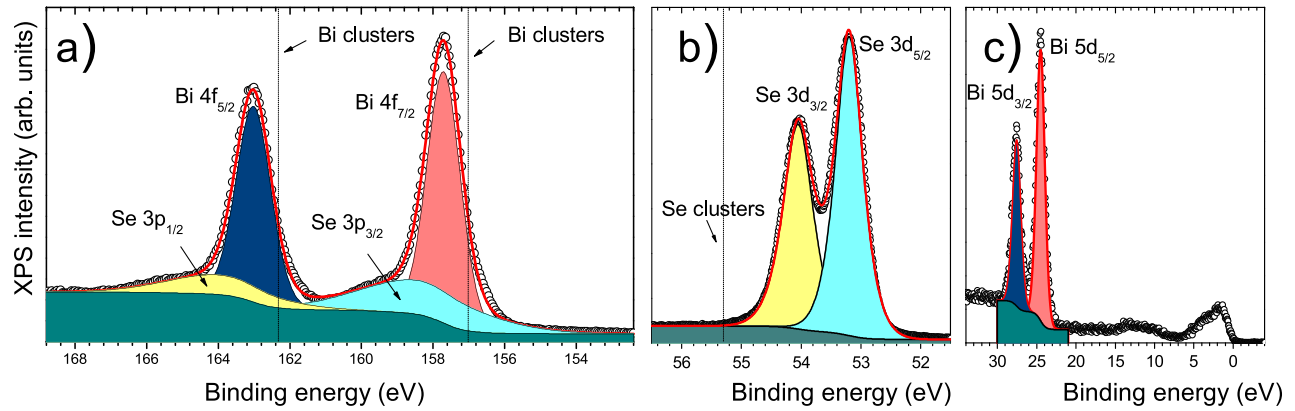 XPS intensity (arb. units)
a)
Bi clusters
Bi clusters
Bi 4f5/2
Bi 4f7/2
Se 3p1/2
Se 3p3/2
168 166 164 162 160 158 156 154
Binding energy (eV)
b)
Se 3d5/2
Se 3d3/2
Se clusters
56 55 54 53 52
Binding energy (eV)
c)
Bi 5d5/2
Bi 5d3/2
30 25 20 15 10 5 0
Binding energy (eV)